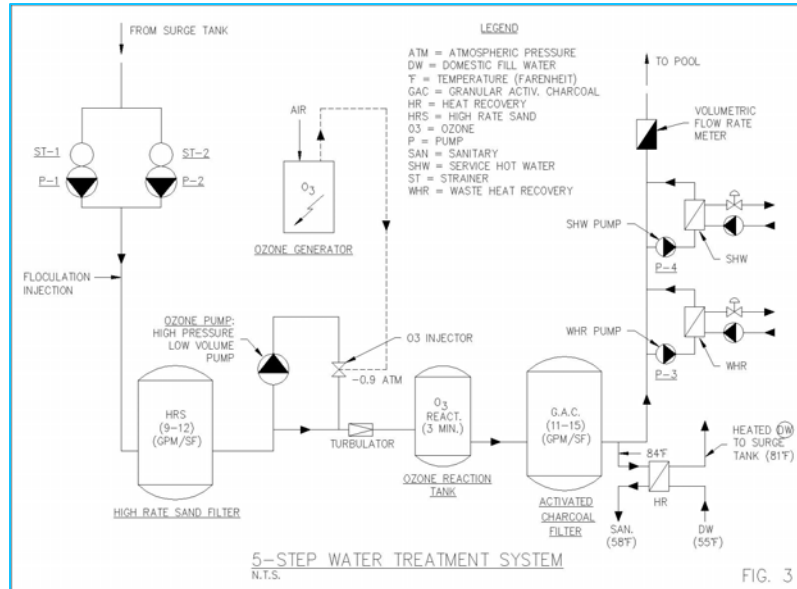 FROM SURGE TANK
ST-1
ST-2
P-1
P-2
FLOCULATION
INJECTION
AIR
O3
OZONE GENERATOR
LEGEND
ATM = ATMOSPHERIC PRESSURE
DW = DOMESTIC FILL WATER
°F = TEMPERATURE (FARENHEIT)
GAC = GRANULAR ACTIV. CHARCOAL
HR = HEAT RECOVERY
HRS = HIGH RATE SAND
O3 = OZONE
P = PUMP
SAN = SANITARY
SHW = SERVICE HOT WATER
ST = STRAINER
WHR = WASTE HEAT RECOVERY
TO POOL
VOLUMETRIC
FLOW RATE
METER
SHW PUMP
P-4
SHW
WHR PUMP
P-3
WHR
OZONE PUMP:
HIGH PRESSURE
LOW VOLUME
PUMP
O3 INJECTOR
-0.9 ATM
TURBULATOR
HRS
(9-12)
(GPM/SF)
HIGH RATE SAND FILTER
O3
REACT.
(3 MIN.)
OZONE REACTION
TANK
G.A.C.
(11-15)
(GPM/SF)
ACTIVATED
CHARCOAL
FILTER
84°F
HEATED DW
TO SURGE
TANK (81°F)
HR
SAN.
(58°F)
DW
(55°F)
5-STEP WATER TREATMENT SYSTEM
N.T.S.
FIG. 3